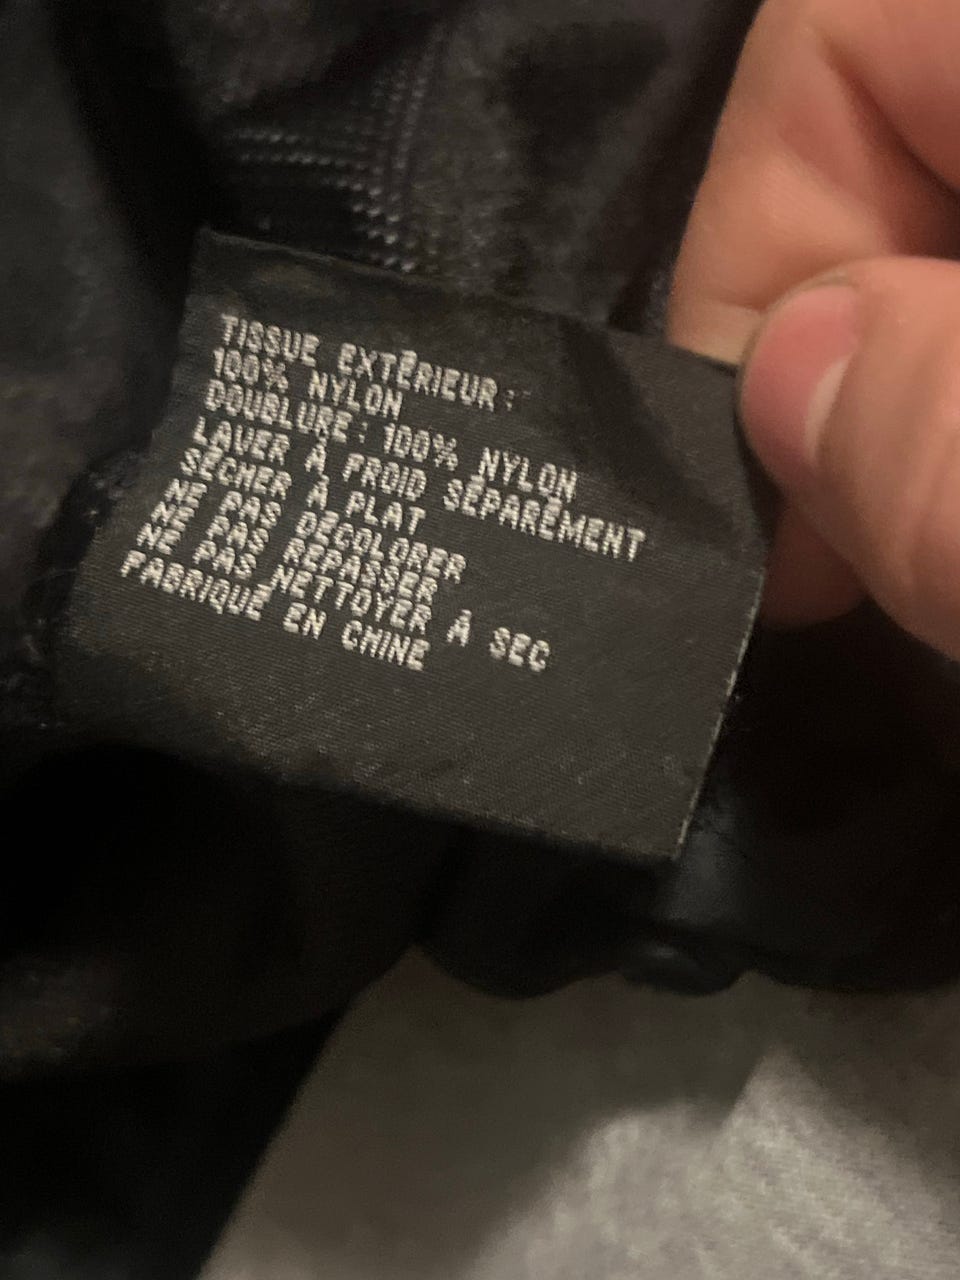 TISSUE EXTÉRIEUR:
100% NYLON
DOUBLURE: 100% NYLON
LAVER À FROID SÉPARÉMENT
SÉCHER À PLAT
NE PAS DÉCOLORER
NE PAS REPASSER
NE PAS NETTOYER À SEC
FABRIQUÉ EN CHINE